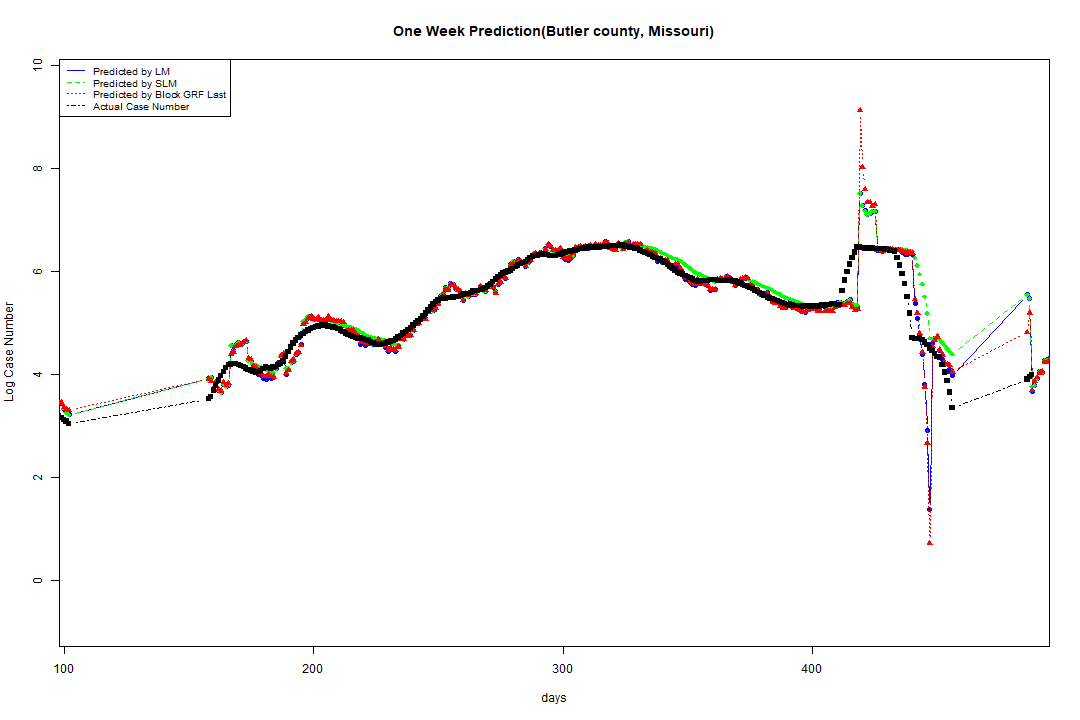 One Week Prediction(Butler county, Missouri)
Predicted by LM
Predicted by SLM
Predicted by Block GRF Last
Actual Case Number
10
8
6
4
2
0
Log Case Number
100 200 300 400
days